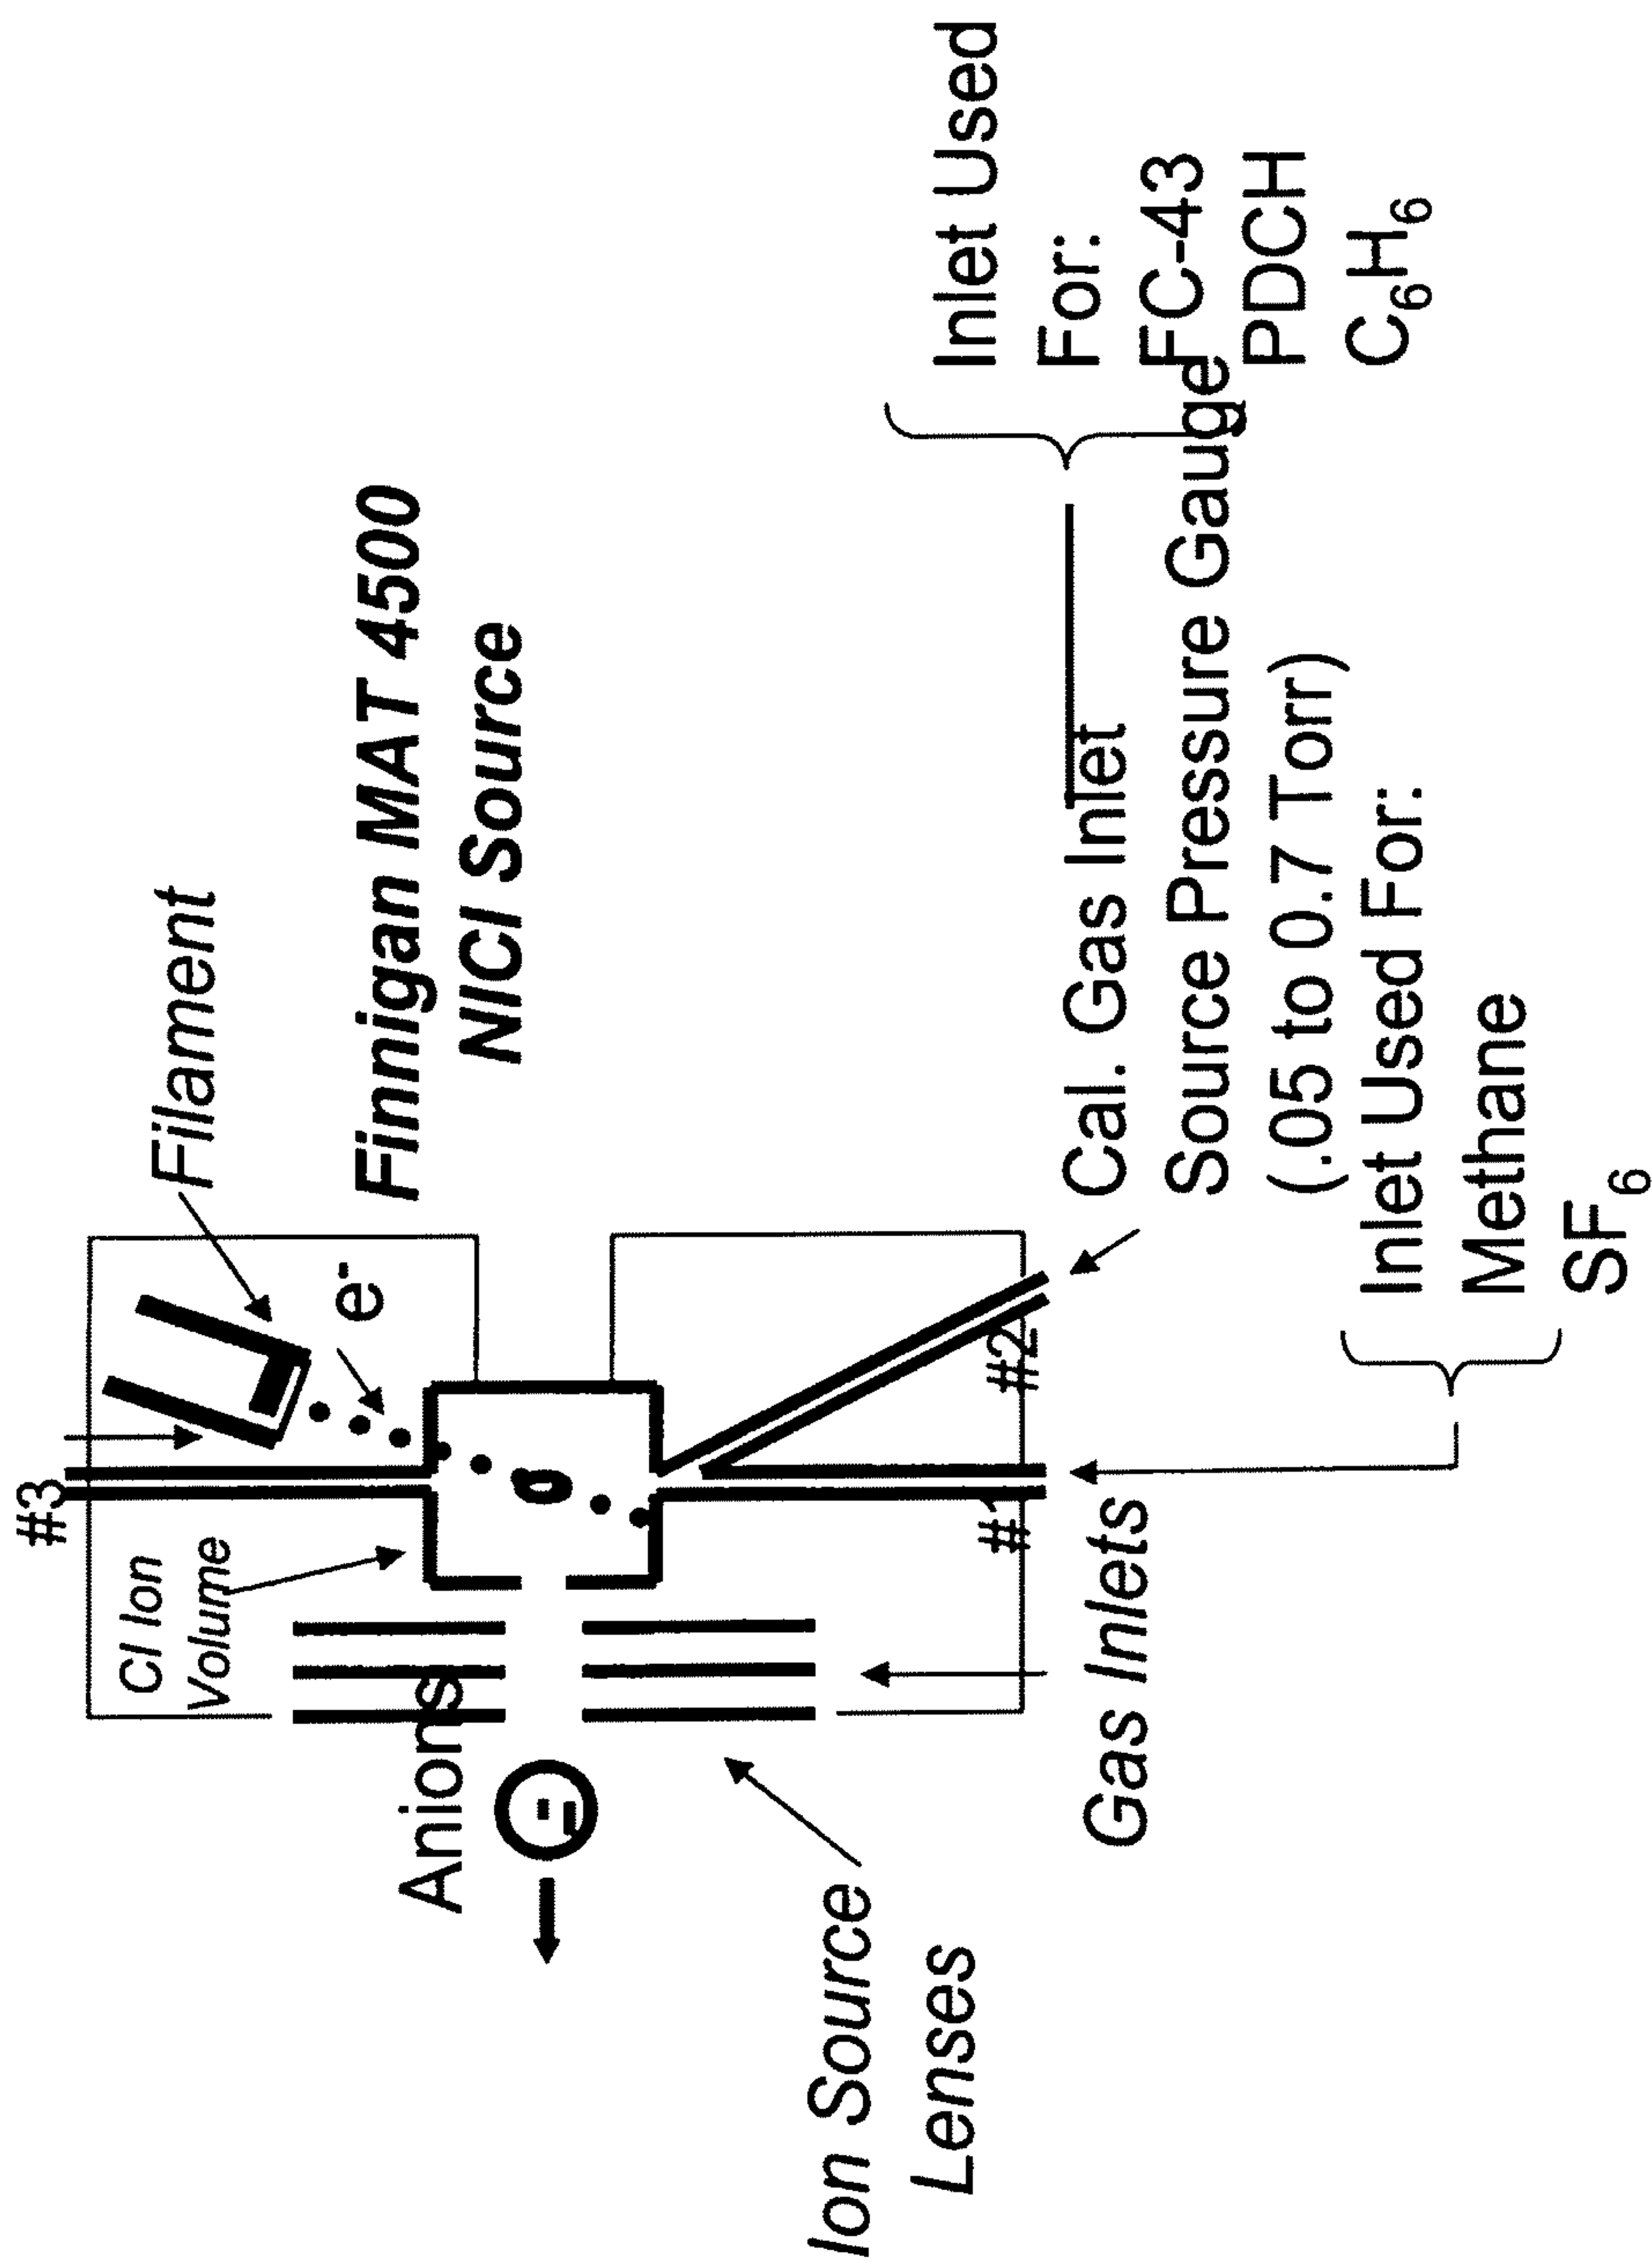 #3
Filament
e-
CI Ion
Volume
Finnigan MAT 4500
NICI Source
Anions
#2
#1
Ion Source
Lenses
Gas Inlets
Cal. Gas Inlet
Source Pressure Gauge
(.05 to 0.7 Torr)
Inlet Used For:
Methane
SF6
Inlet Used
For:
FC-43
PDCH
C6H6